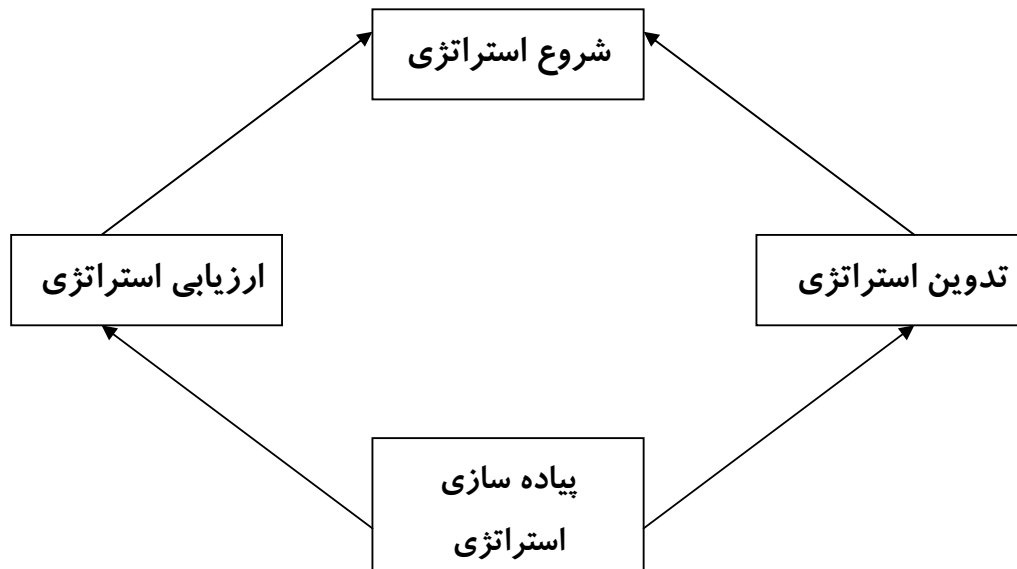 شروع استراتژی
تدوین استراتژی
ارزیابی استراتژی
پیاده سازی
استراتژی